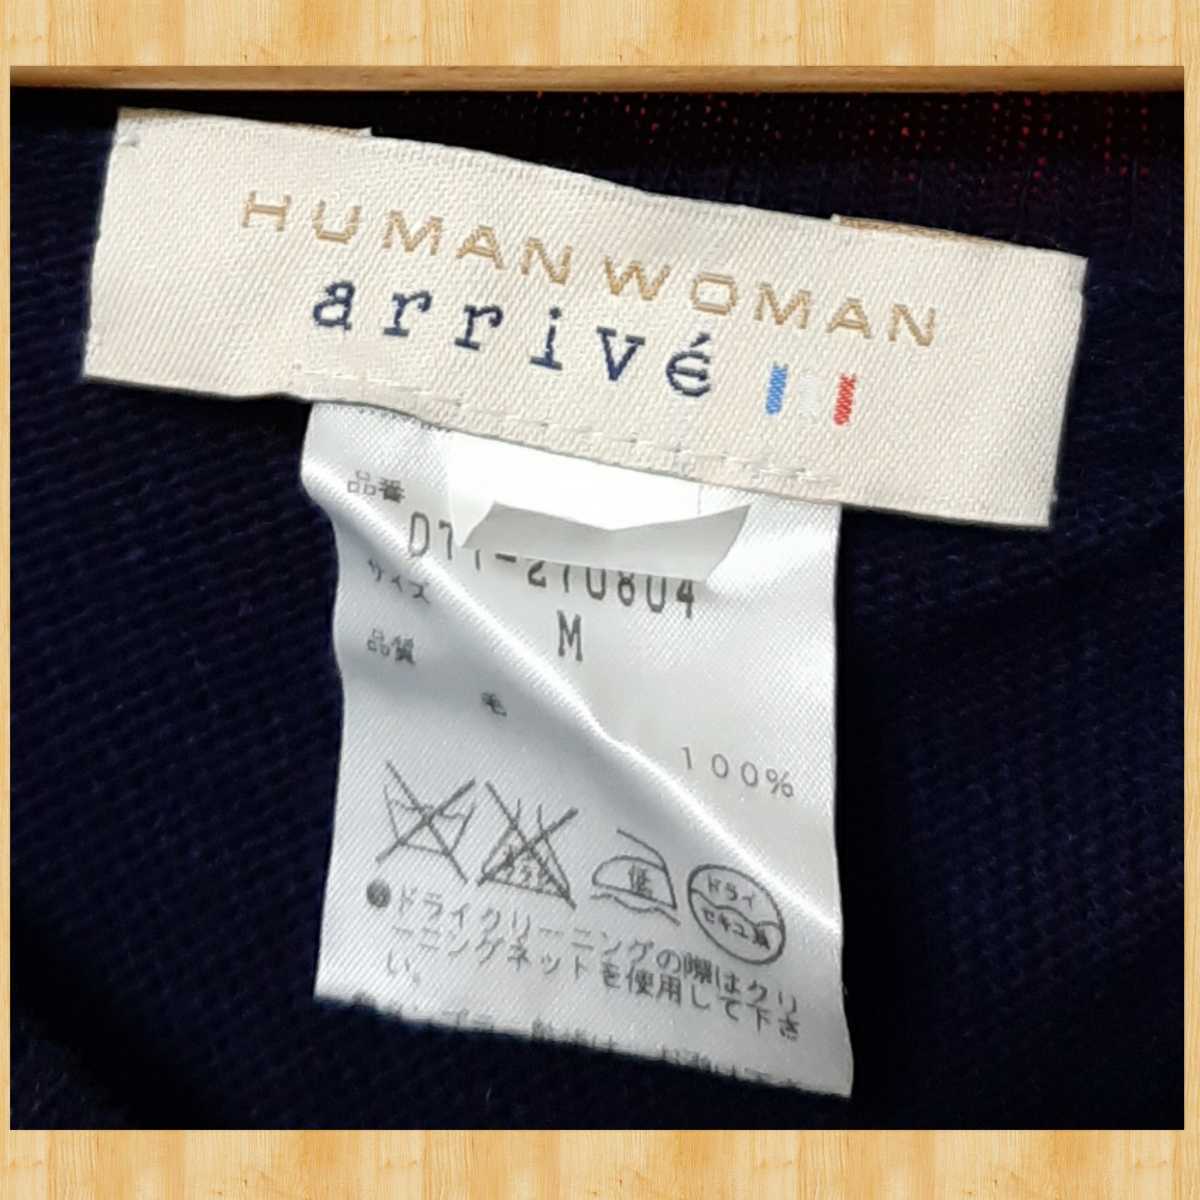 HUMAN WOMAN
arrivé
品番
サイズ
M
品質
毛 100%
低
ドライ
セキユ系
●ドライクリーニングの際はクリ
ーニングネットを使用して下さ
い。